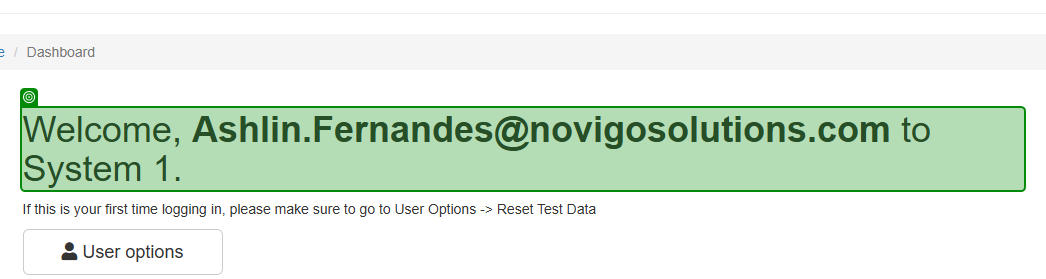 e / Dashboard
Welcome, Ashlin.Fernandes@novigosolutions.com to
System 1.
If this is your first time logging in, please make sure to go to User Options -> Reset Test Data
User options